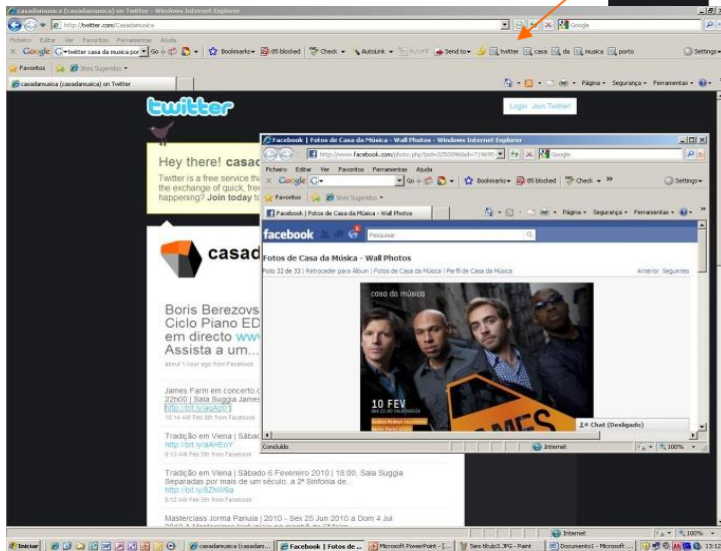 casadamusica (casadamusica) on Twitter - Windows Internet Explorer
http://twitter.com/Casadamusica
Google
Ficheiro Editar Ver Favoritos Ferramentas Ajuda
Google twitter casa da musica por Go Bookmarks 85 blocked Check AutoLink AutoFill Send to twitter casa da musica porto Settings
Favoritos Sites Sugeridos
casadamusica (casadamusica) on Twitter
Página Segurança Ferramentas
twitter
Login Join Twitter!
Hey there! casad
Twitter is a free service tha
the exchange of quick, freq
happening? Join today to
casad
Boris Berezovs
Ciclo Piano ED
em directo www
Assista a um...
about 1 hour ago from Facebook
James Farm em concerto
22h00 | Sala Suggia James
10:14 AM Feb 8th from Facebook
Tradição em Viena | Sábado
http://bit.ly/aAHEoY
9:13 AM Feb 5th from Facebook
Tradição em Viena | Sábado 6 Fevereiro 2010 | 18:00, Sala Suggia
Separadas por mais de um século, a 2ª Sinfonia de...
http://bit.ly/8ZhW9a
9:12 AM Feb 5th from Facebook
Masterclass Jorma Panula | 2010 - Sex 25 Jun 2010 a Dom 4 Jul
Facebook | Fotos de Casa da Música - Wall Photos - Windows Internet Explorer
Google
Ficheiro Editar Ver Favoritos Ferramentas Ajuda
Google Go Bookmarks 85 blocked Check Settings
Favoritos Sites Sugeridos
Facebook | Fotos de Casa da Música - Wall Photos
Página Segurança Ferramentas
facebook
Pesquisar
Fotos de Casa da Música - Wall Photos
Foto 32 de 33 | Retroceder para Álbum | Fotos de Casa da Música | Perfil de Casa da Música
Anterior Seguintes
casa da música
10 FEV
MES
Chat (Desligado)
Concluído
Internet
100%
Internet
100%
Iniciar
casadamusica (casadam...
Facebook | Fotos de ...
Microsoft PowerPoint - [...
Sem título3.JPG - Paint
Documento1 - Microsoft ...